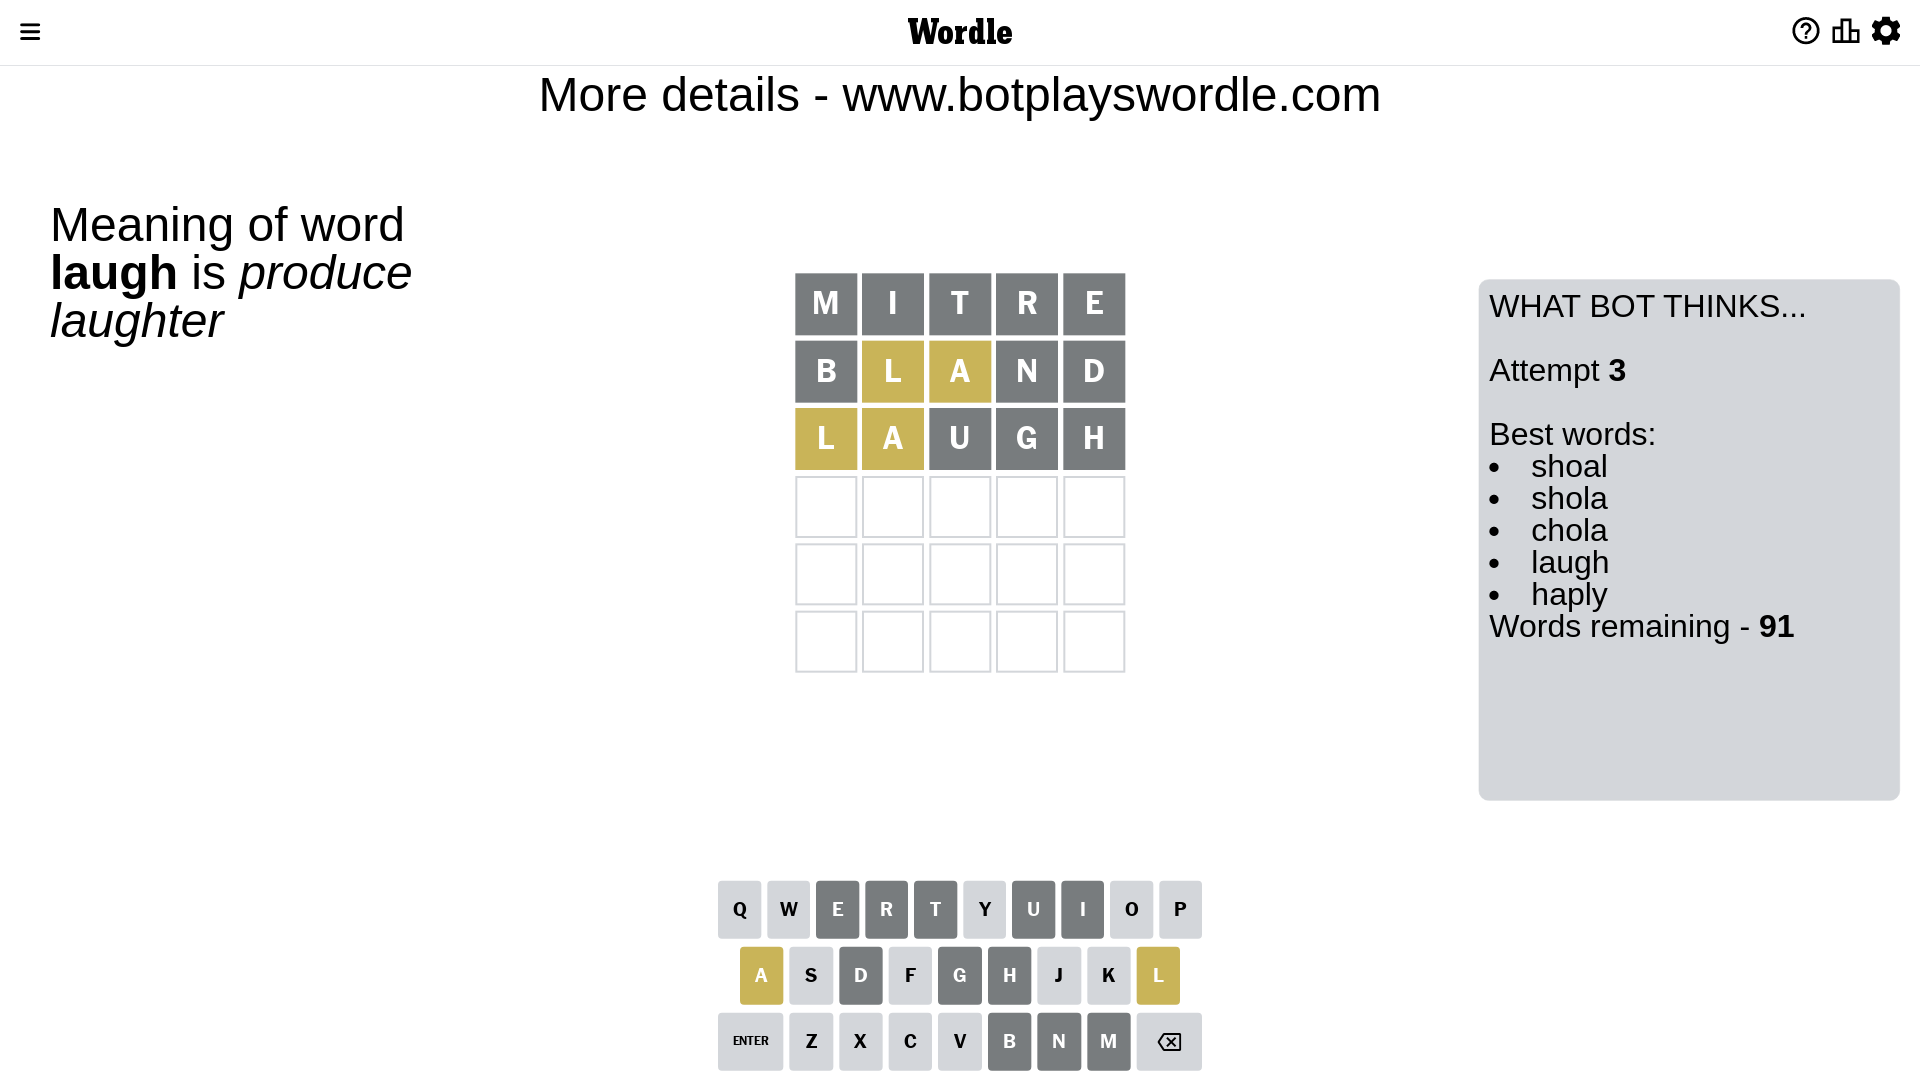 Wordle
More details - www.botplayswordle.com
Meaning of word
laugh is produce
laughter
M I T R E
B L A N D
L A U G H
WHAT BOT THINKS...
Attempt 3
Best words:
• shoal
• shola
• chola
• laugh
• haply
Words remaining - 91
Q W E R T Y U I O P
A S D F G H J K L
ENTER Z X C V B N M